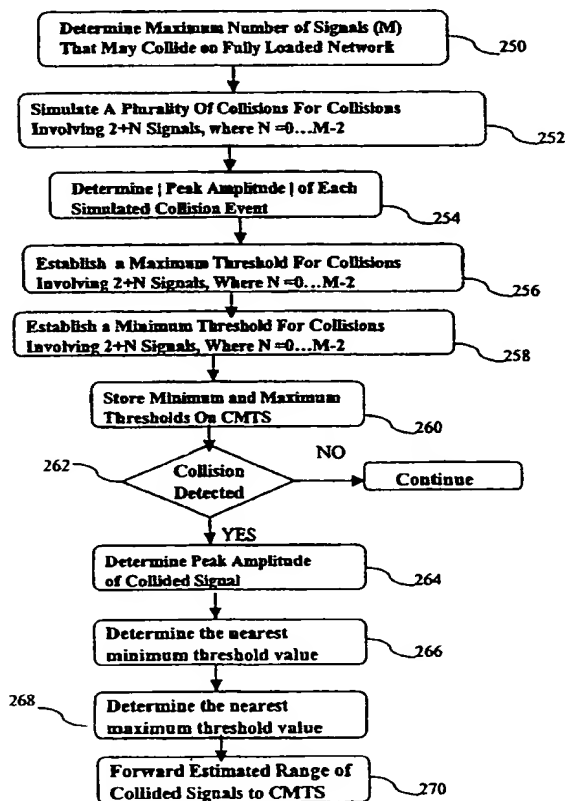 Determine Maximum Number of Signals (M)
That May Collide on Fully Loaded Network
250
Simulate A Plurality Of Collisions For Collisions
Involving 2+N Signals, where N =0...M-2
252
Determine | Peak Amplitude | of Each
Simulated Collision Event
254
Establish a Maximum Threshold For Collisions
Involving 2+N Signals, Where N =0...M-2
256
Establish a Minimum Threshold For Collisions
Involving 2+N Signals, Where N =0...M-2
258
Store Minimum and Maximum
Thresholds On CMTS
260
262
Collision
Detected
NO
Continue
YES
Determine Peak Amplitude
of Collided Signal
264
Determine the nearest
minimum threshold value
266
268
Determine the nearest
maximum threshold value
Forward Estimated Range of
Collided Signals to CMTS
270